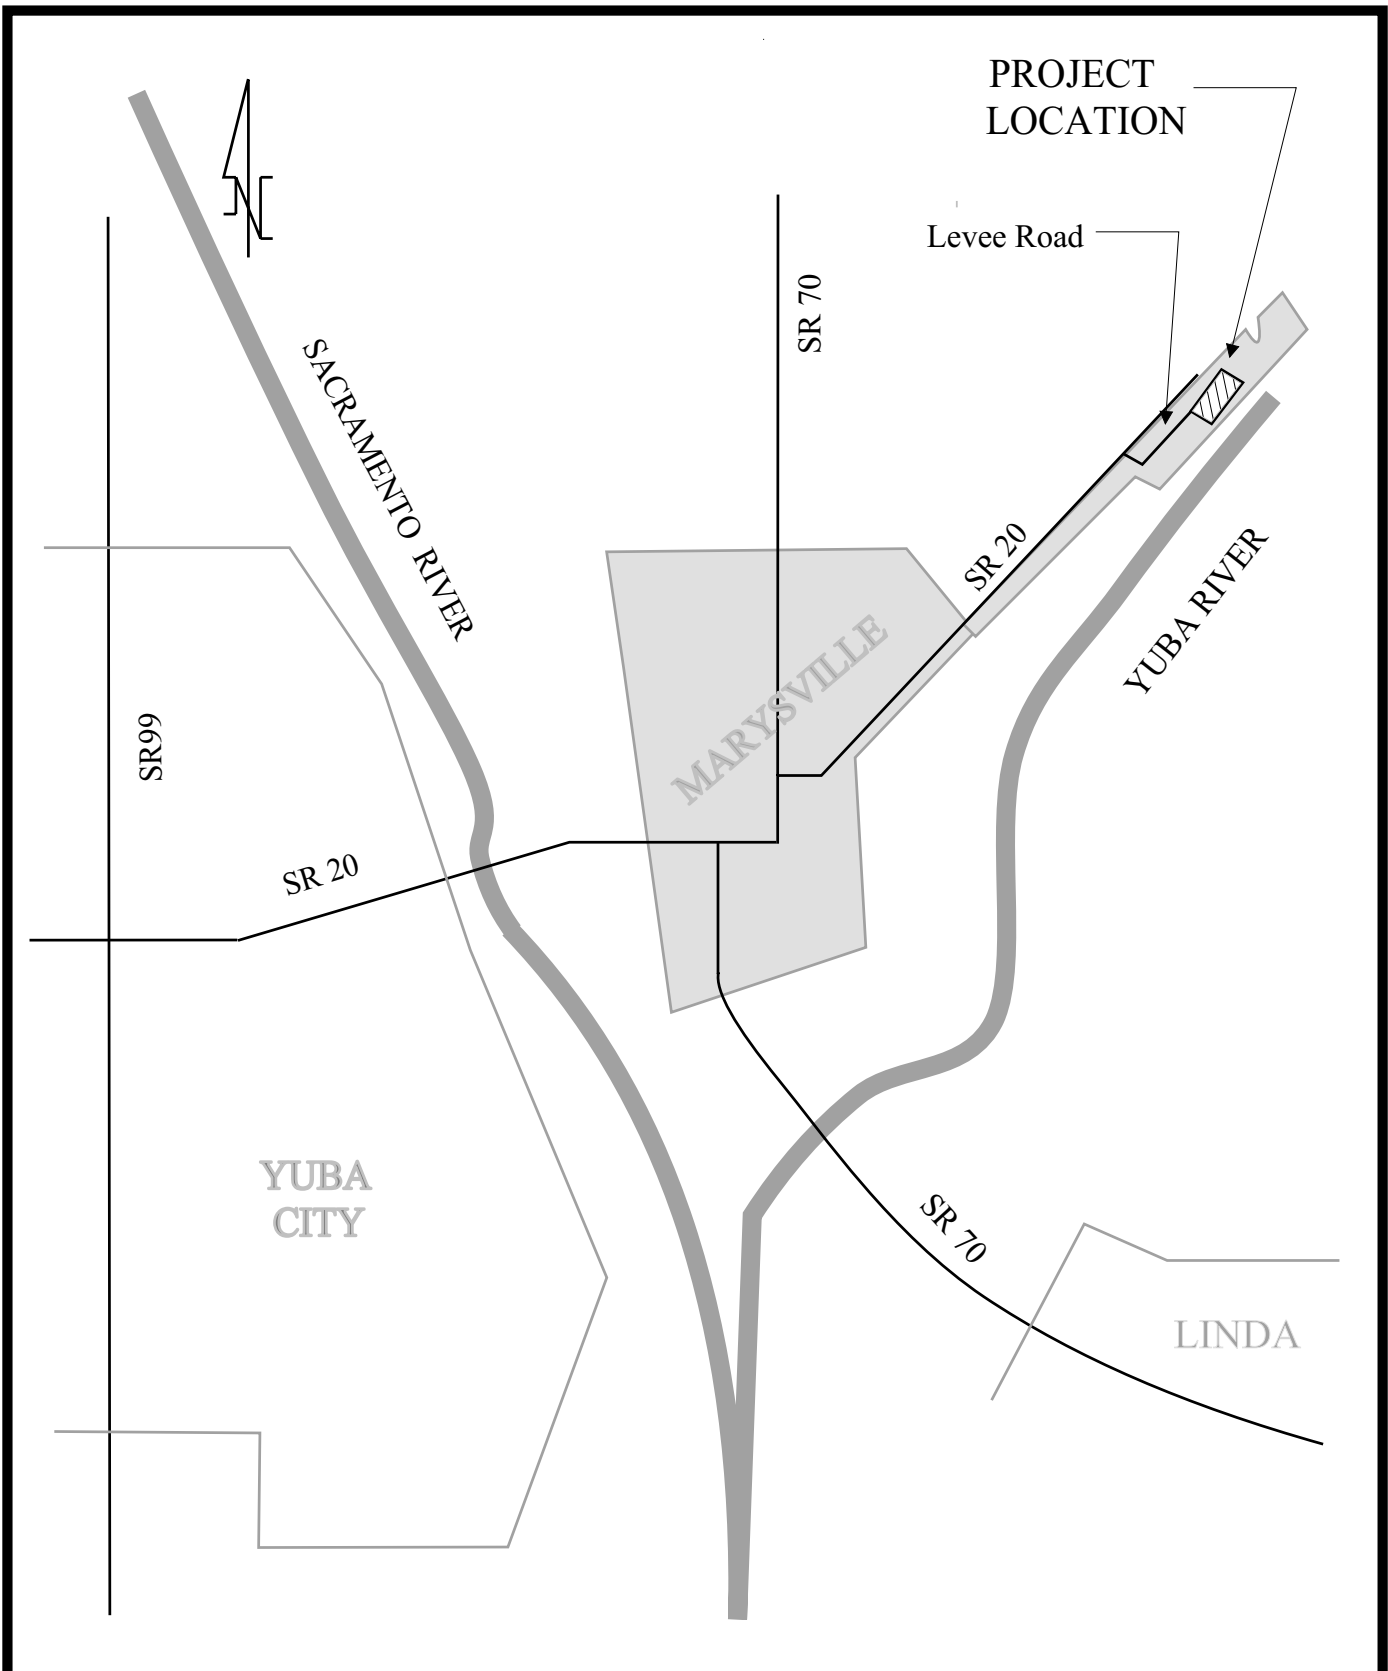 PROJECT
LOCATION
N
Levee Road
SR 70
SACRAMENTO RIVER
SR 20
YUBA RIVER
MARYSVILLE
SR99
SR 20
YUBA
CITY
SR 70
LINDA